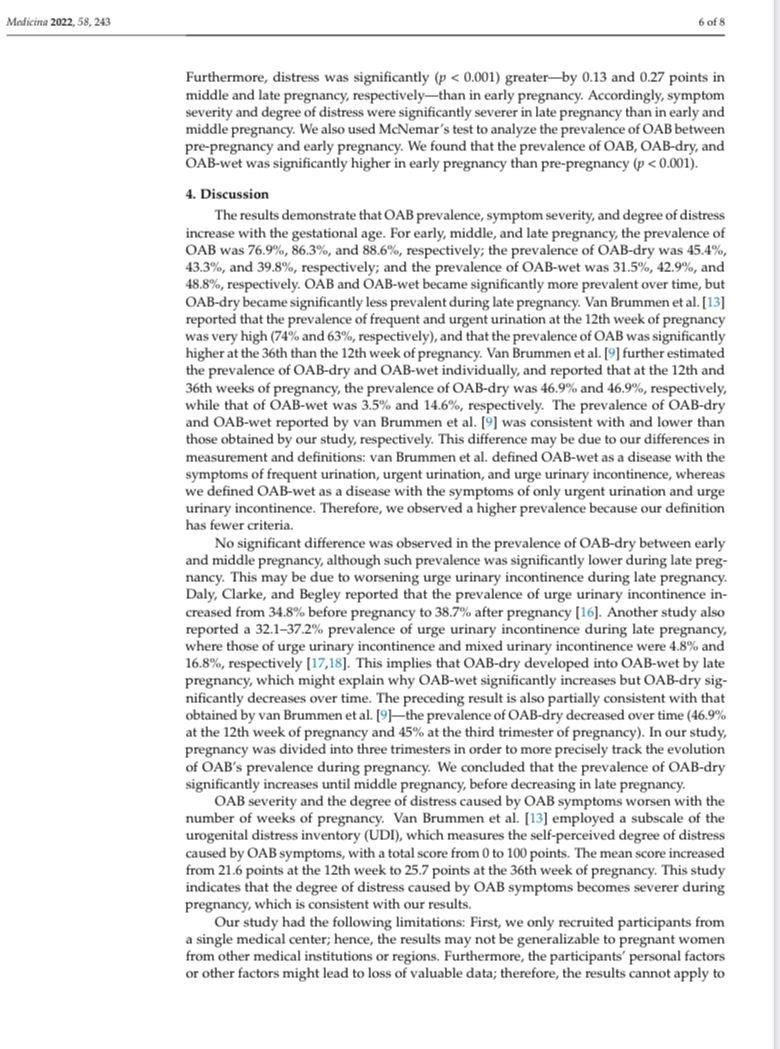 Medicina 2022, 58, 243
6 of 8
Furthermore, distress was significantly (p < 0.001) greater—by 0.13 and 0.27 points in
middle and late pregnancy, respectively—than in early pregnancy. Accordingly, symptom
severity and degree of distress were significantly severer in late pregnancy than in early and
middle pregnancy. We also used McNemar's test to analyze the prevalence of OAB between
pre-pregnancy and early pregnancy. We found that the prevalence of OAB, OAB-dry, and
OAB-wet was significantly higher in early pregnancy than pre-pregnancy (p < 0.001).
4. Discussion
The results demonstrate that OAB prevalence, symptom severity, and degree of distress
increase with the gestational age. For early, middle, and late pregnancy, the prevalence of
OAB was 76.9%, 86.3%, and 88.6%, respectively; the prevalence of OAB-dry was 45.4%,
43.3%, and 39.8%, respectively; and the prevalence of OAB-wet was 31.5%, 42.9%, and
48.8%, respectively. OAB and OAB-wet became significantly more prevalent over time, but
OAB-dry became significantly less prevalent during late pregnancy. Van Brummen et al. [13]
reported that the prevalence of frequent and urgent urination at the 12th week of pregnancy
was very high (74% and 63%, respectively), and that the prevalence of OAB was significantly
higher at the 36th than the 12th week of pregnancy. Van Brummen et al. [9] further estimated
the prevalence of OAB-dry and OAB-wet individually, and reported that at the 12th and
36th weeks of pregnancy, the prevalence of OAB-dry was 46.9% and 46.9%, respectively,
while that of OAB-wet was 3.5% and 14.6%, respectively. The prevalence of OAB-dry
and OAB-wet reported by van Brummen et al. [9] was consistent with and lower than
those obtained by our study, respectively. This difference may be due to our differences in
measurement and definitions: van Brummen et al. defined OAB-wet as a disease with the
symptoms of frequent urination, urgent urination, and urge urinary incontinence, whereas
we defined OAB-wet as a disease with the symptoms of only urgent urination and urge
urinary incontinence. Therefore, we observed a higher prevalence because our definition
has fewer criteria.
No significant difference was observed in the prevalence of OAB-dry between early
and middle pregnancy, although such prevalence was significantly lower during late preg-
nancy. This may be due to worsening urge urinary incontinence during late pregnancy.
Daly, Clarke, and Begley reported that the prevalence of urge urinary incontinence in-
creased from 34.8% before pregnancy to 38.7% after pregnancy [16]. Another study also
reported a 32.1–37.2% prevalence of urge urinary incontinence during late pregnancy,
where those of urge urinary incontinence and mixed urinary incontinence were 4.8% and
16.8%, respectively [17,18]. This implies that OAB-dry developed into OAB-wet by late
pregnancy, which might explain why OAB-wet significantly increases but OAB-dry sig-
nificantly decreases over time. The preceding result is also partially consistent with that
obtained by van Brummen et al. [9]—the prevalence of OAB-dry decreased over time (46.9%
at the 12th week of pregnancy and 45% at the third trimester of pregnancy). In our study,
pregnancy was divided into three trimesters in order to more precisely track the evolution
of OAB's prevalence during pregnancy. We concluded that the prevalence of OAB-dry
significantly increases until middle pregnancy, before decreasing in late pregnancy.
OAB severity and the degree of distress caused by OAB symptoms worsen with the
number of weeks of pregnancy. Van Brummen et al. [13] employed a subscale of the
urogenital distress inventory (UDI), which measures the self-perceived degree of distress
caused by OAB symptoms, with a total score from 0 to 100 points. The mean score increased
from 21.6 points at the 12th week to 25.7 points at the 36th week of pregnancy. This study
indicates that the degree of distress caused by OAB symptoms becomes severer during
pregnancy, which is consistent with our results.
Our study had the following limitations: First, we only recruited participants from
a single medical center; hence, the results may not be generalizable to pregnant women
from other medical institutions or regions. Furthermore, the participants' personal factors
or other factors might lead to loss of valuable data; therefore, the results cannot apply to